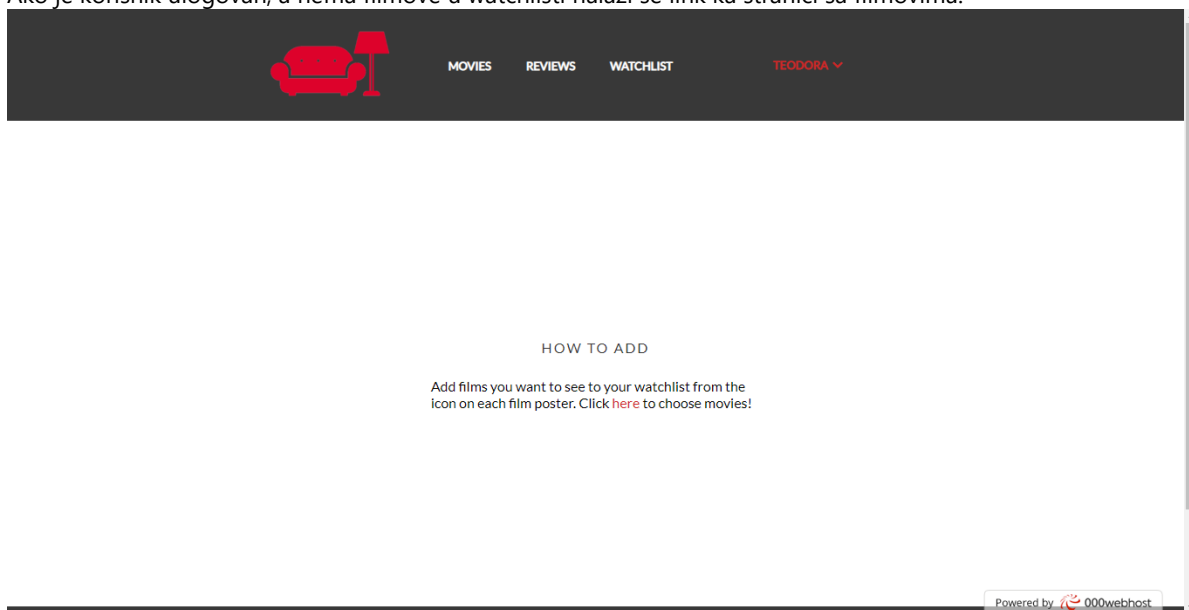 Ako je korisnik ulogovan, a nema filmove u watchlisti nalazi se link ka stranici sa filmovima.
MOVIES REVIEWS WATCHLIST TEODORA
HOW TO ADD
Add films you want to see to your watchlist from the
icon on each film poster. Click here to choose movies!
Powered by 000webhost